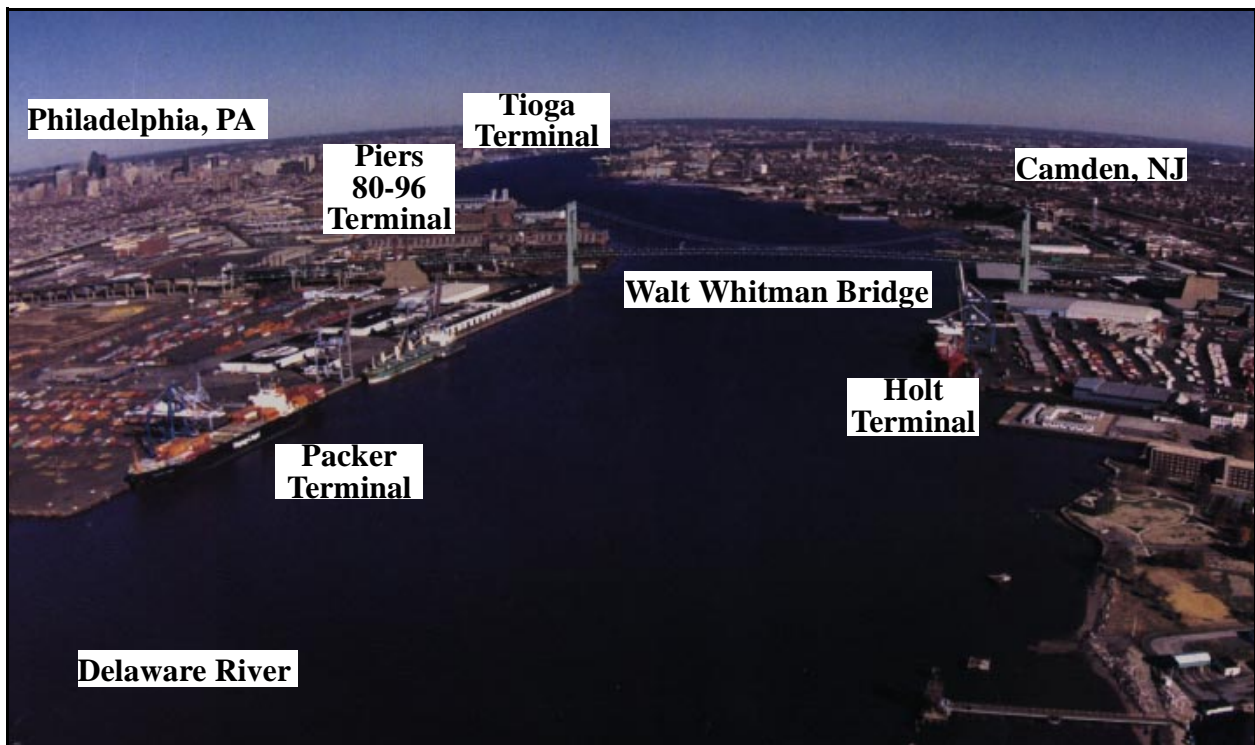 Philadelphia, PA
Tioga
Terminal
Piers
80-96
Terminal
Camden, NJ
Walt Whitman Bridge
Holt
Terminal
Packer
Terminal
Delaware River